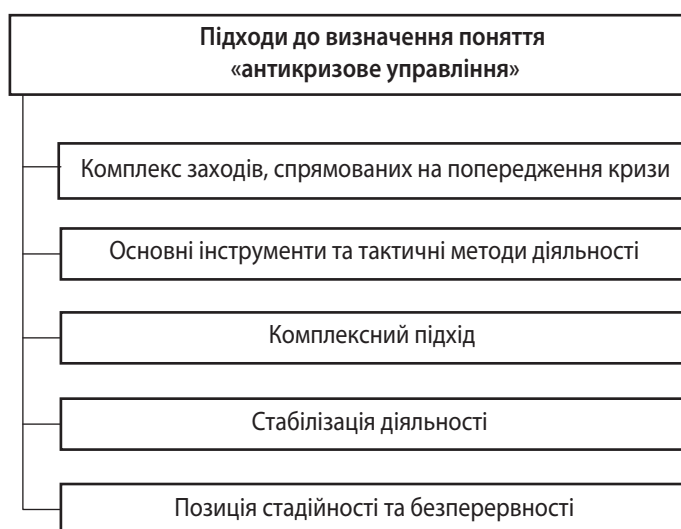 Підходи до визначення поняття
«антикризове управління»
Комплекс заходів, спрямованих на попередження кризи
Основні інструменти та тактичні методи діяльності
Комплексний підхід
Стабілізація діяльності
Позиція стадійності та безперервності